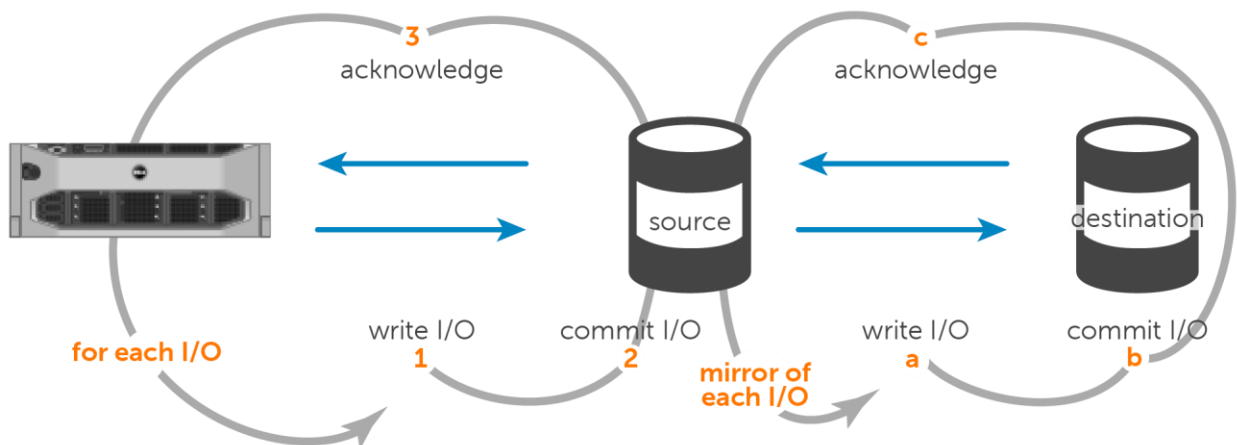 3
acknowledge
c
acknowledge
source
destination
for each I/O
write I/O
1
commit I/O
2
mirror of
each I/O
write I/O
a
commit I/O
b